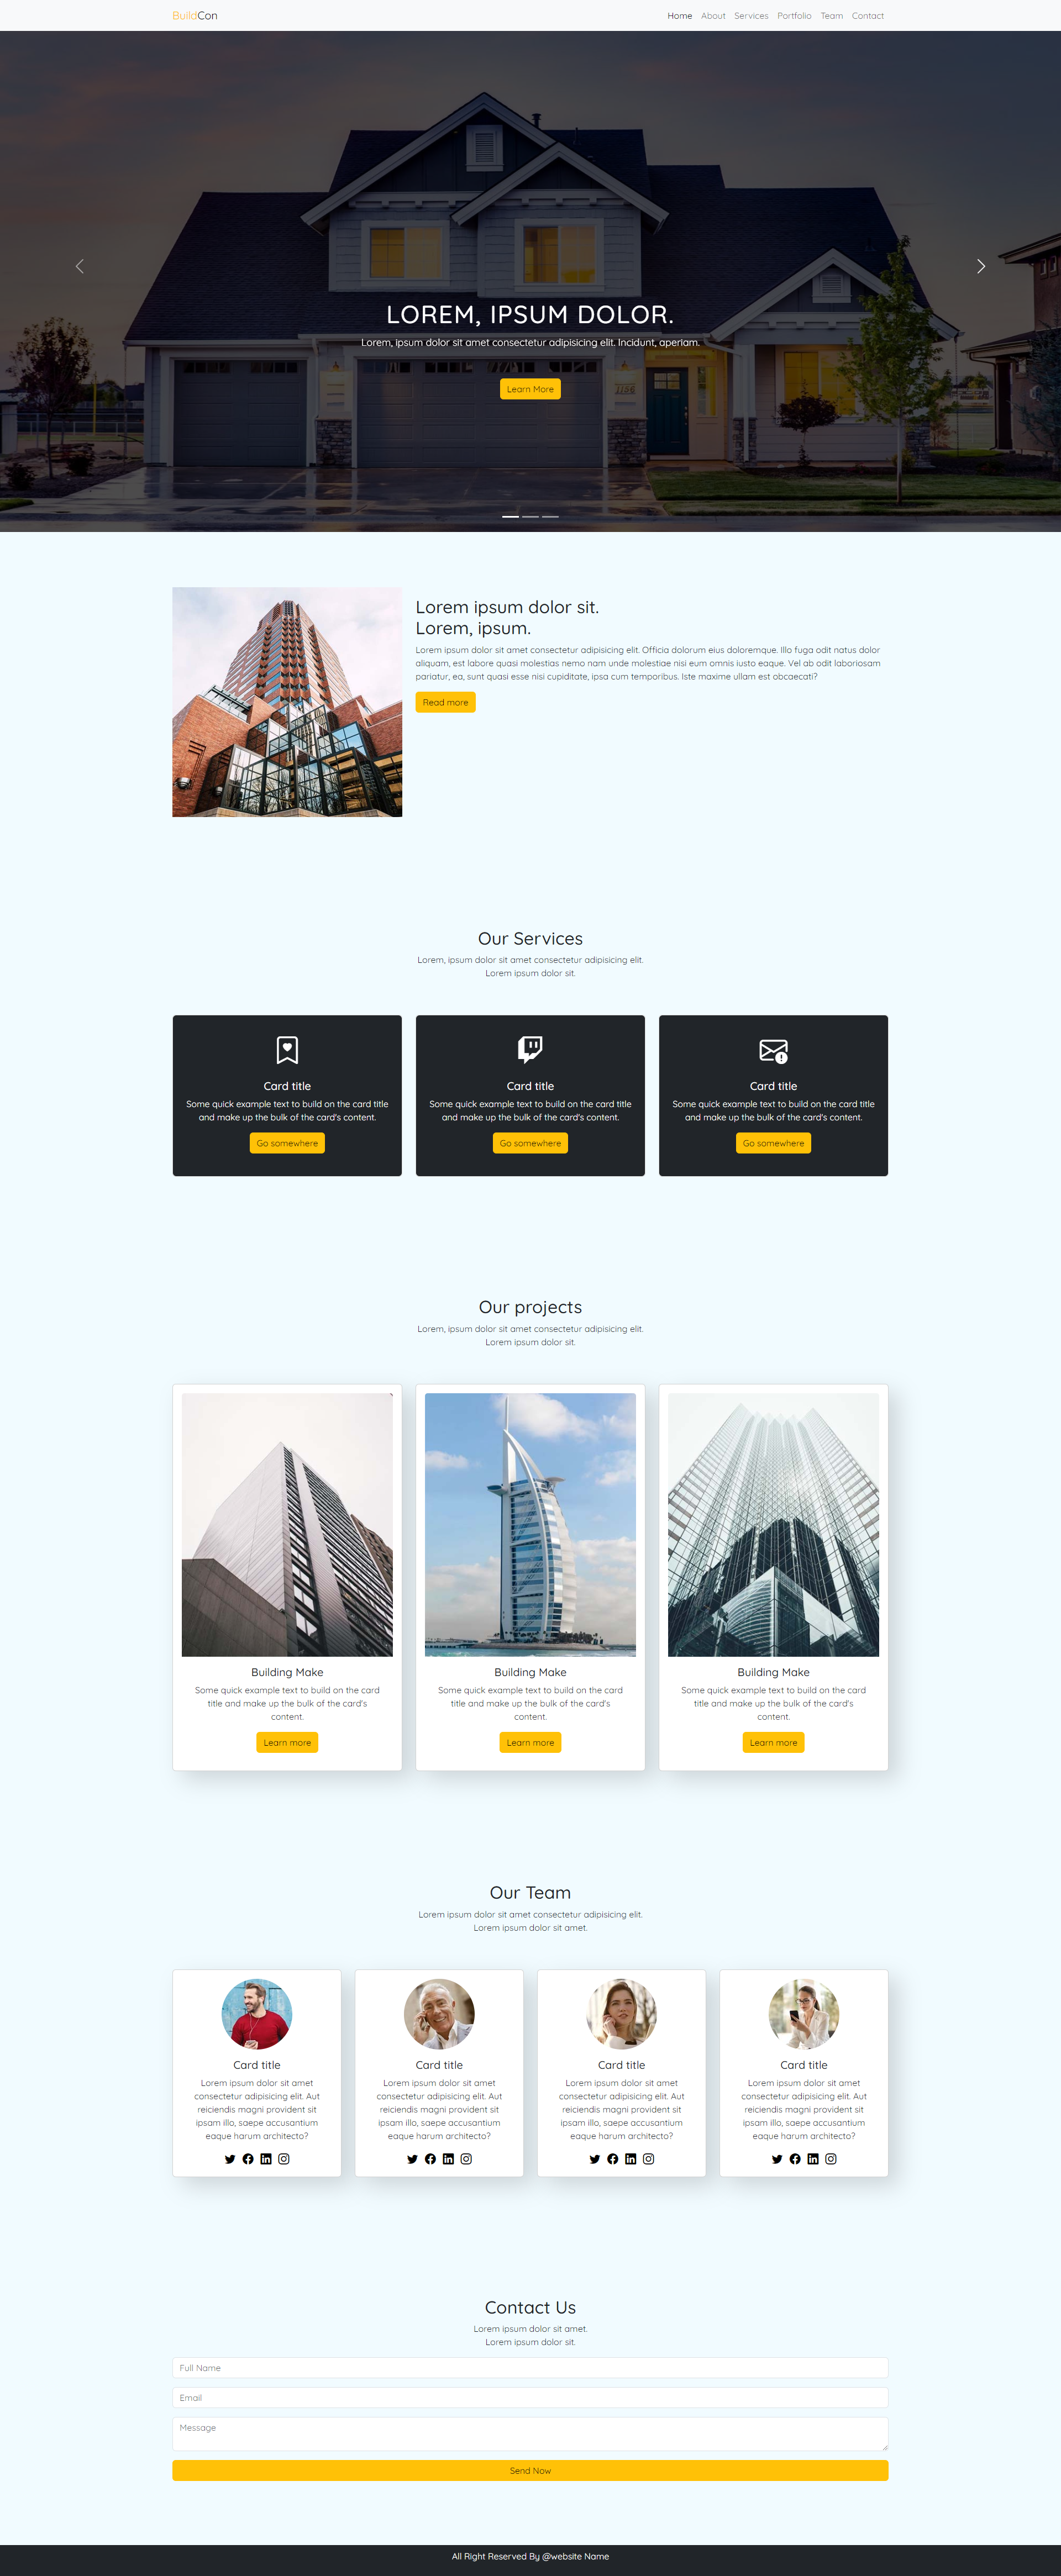 BuildCon
Home About Services Portfolio Team Contact
LOREM, IPSUM DOLOR.
Lorem, ipsum dolor sit amet consectetur adipisicing elit. Incidunt, aperiam.
1156
Learn More
Lorem ipsum dolor sit.
Lorem, ipsum.
Lorem ipsum dolor sit amet consectetur adipisicing elit. Officia dolorum eius doloremque. Illo fuga odit natus dolor
aliquam, est labore quasi molestias nemo nam unde molestiae nisi eum omnis iusto eaque. Vel ab odit laboriosam
pariatur, ea, sunt quasi esse nisi cupiditate, ipsa cum temporibus. Iste maxime ullam est obcaecati?
Read more
Our Services
Lorem, ipsum dolor sit amet consectetur adipisicing elit.
Lorem ipsum dolor sit.
Card title
Some quick example text to build on the card title
and make up the bulk of the card's content.
Go somewhere
Card title
Some quick example text to build on the card title
and make up the bulk of the card's content.
Go somewhere
Card title
Some quick example text to build on the card title
and make up the bulk of the card's content.
Go somewhere
Our projects
Lorem, ipsum dolor sit amet consectetur adipisicing elit.
Lorem ipsum dolor sit.
Building Make
Some quick example text to build on the card
title and make up the bulk of the card's
content.
Learn more
Building Make
Some quick example text to build on the card
title and make up the bulk of the card's
content.
Learn more
Building Make
Some quick example text to build on the card
title and make up the bulk of the card's
content.
Learn more
Our Team
Lorem ipsum dolor sit amet consectetur adipisicing elit.
Lorem ipsum dolor sit amet.
Card title
Lorem ipsum dolor sit amet
consectetur adipisicing elit. Aut
reiciendis magni provident sit
ipsam illo, saepe accusantium
eaque harum architecto?
Card title
Lorem ipsum dolor sit amet
consectetur adipisicing elit. Aut
reiciendis magni provident sit
ipsam illo, saepe accusantium
eaque harum architecto?
Card title
Lorem ipsum dolor sit amet
consectetur adipisicing elit. Aut
reiciendis magni provident sit
ipsam illo, saepe accusantium
eaque harum architecto?
Card title
Lorem ipsum dolor sit amet
consectetur adipisicing elit. Aut
reiciendis magni provident sit
ipsam illo, saepe accusantium
eaque harum architecto?
Contact Us
Lorem ipsum dolor sit amet.
Lorem ipsum dolor sit.
Full Name
Email
Message
Send Now
All Right Reserved By @website Name